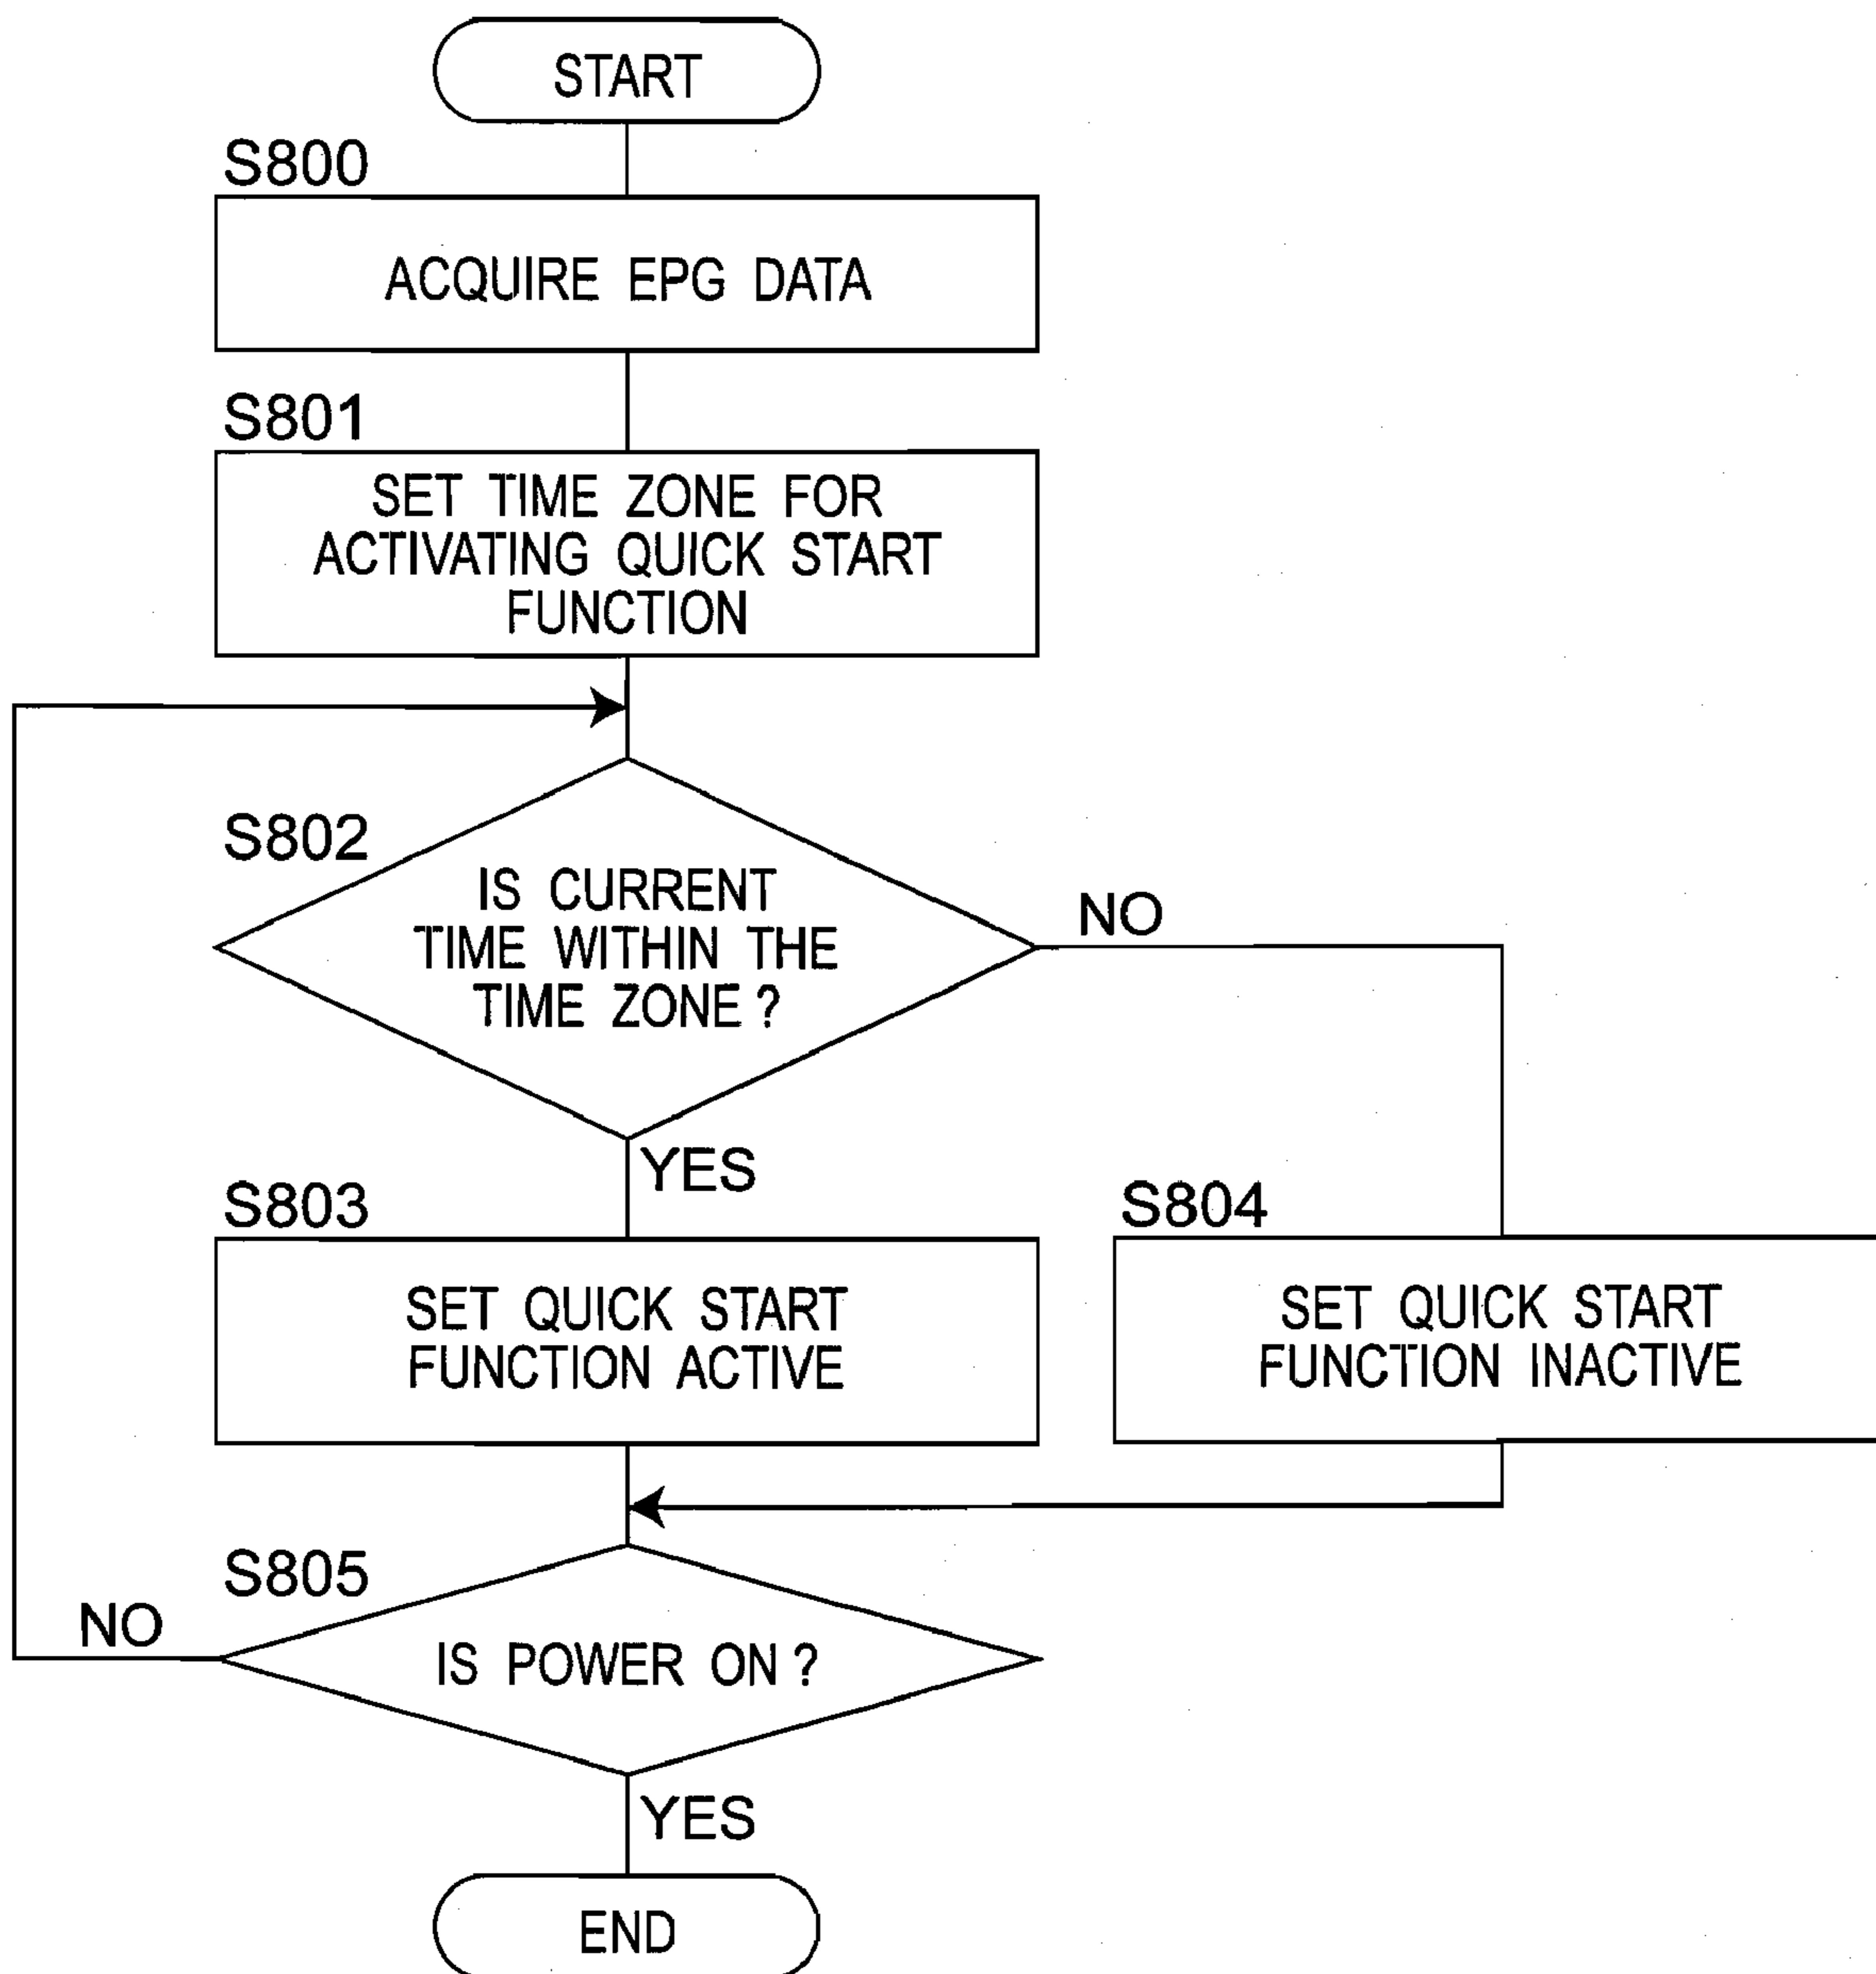 START
S800
ACQUIRE EPG DATA
S801
SET TIME ZONE FOR
ACTIVATING QUICK START
FUNCTION
S802
IS CURRENT
TIME WITHIN THE
TIME ZONE ?
NO
YES
S803
SET QUICK START
FUNCTION ACTIVE
S804
SET QUICK START
FUNCTION INACTIVE
S805
NO
IS POWER ON ?
YES
END